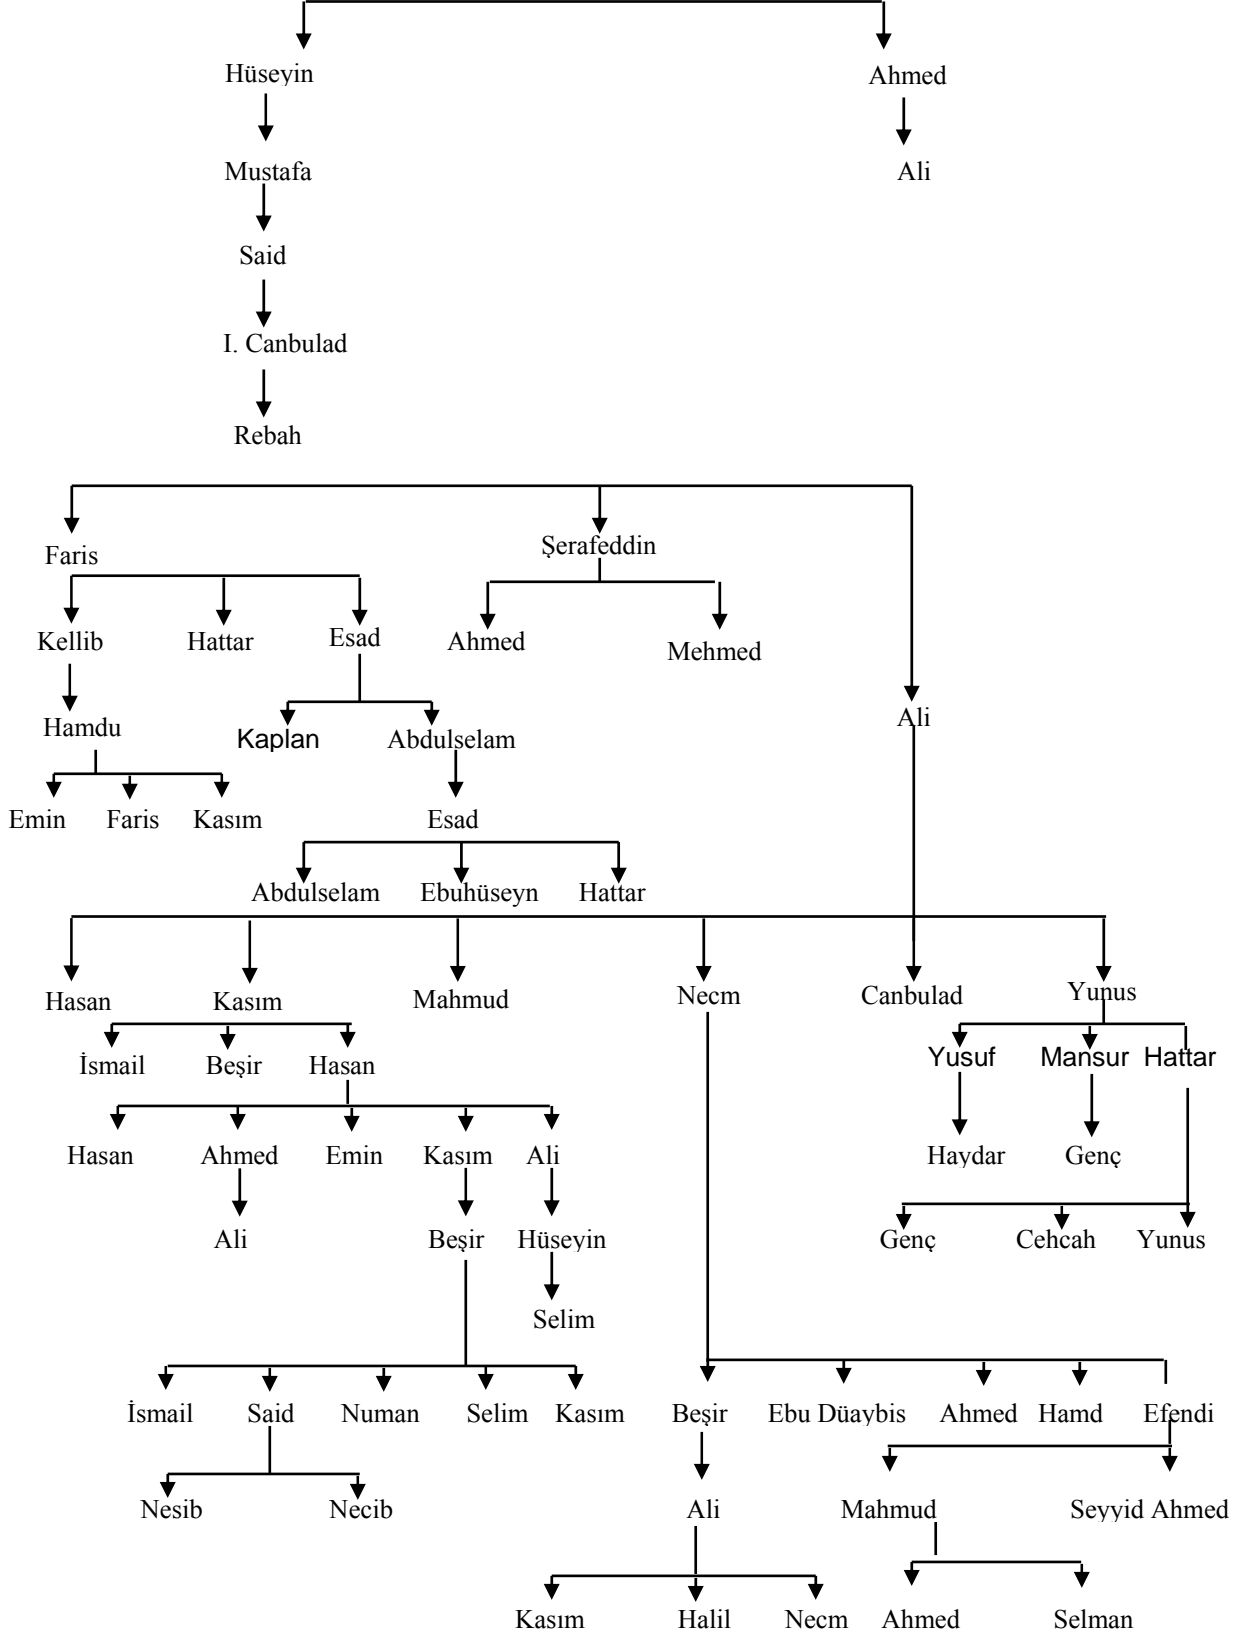 Hüseyin Ahmed
Mustafa Ali
Said
I. Canbulad
Rebah
Faris Şerafeddin
Kellib Hattar Esad Ahmed Mehmed
Ali
Hamdu Kaplan Abdulselam
Emin Faris Kasım Esad
Abdulselam Ebuhüseyn Hattar
Hasan Kasım Mahmud Necm Canbulad Yunus
İsmail Beşir Hasan Yusuf Mansur Hattar
Hasan Ahmed Emin Kasım Ali Haydar Genç
Ali Beşir Hüseyin Genç Cehcah Yunus
Selim
İsmail Said Numan Selim Kasım Beşir Ebu Düaybis Ahmed Hamd Efendi
Nesib Necib Ali Mahmud Seyyid Ahmed
Kasım Halil Necm Ahmed Selman